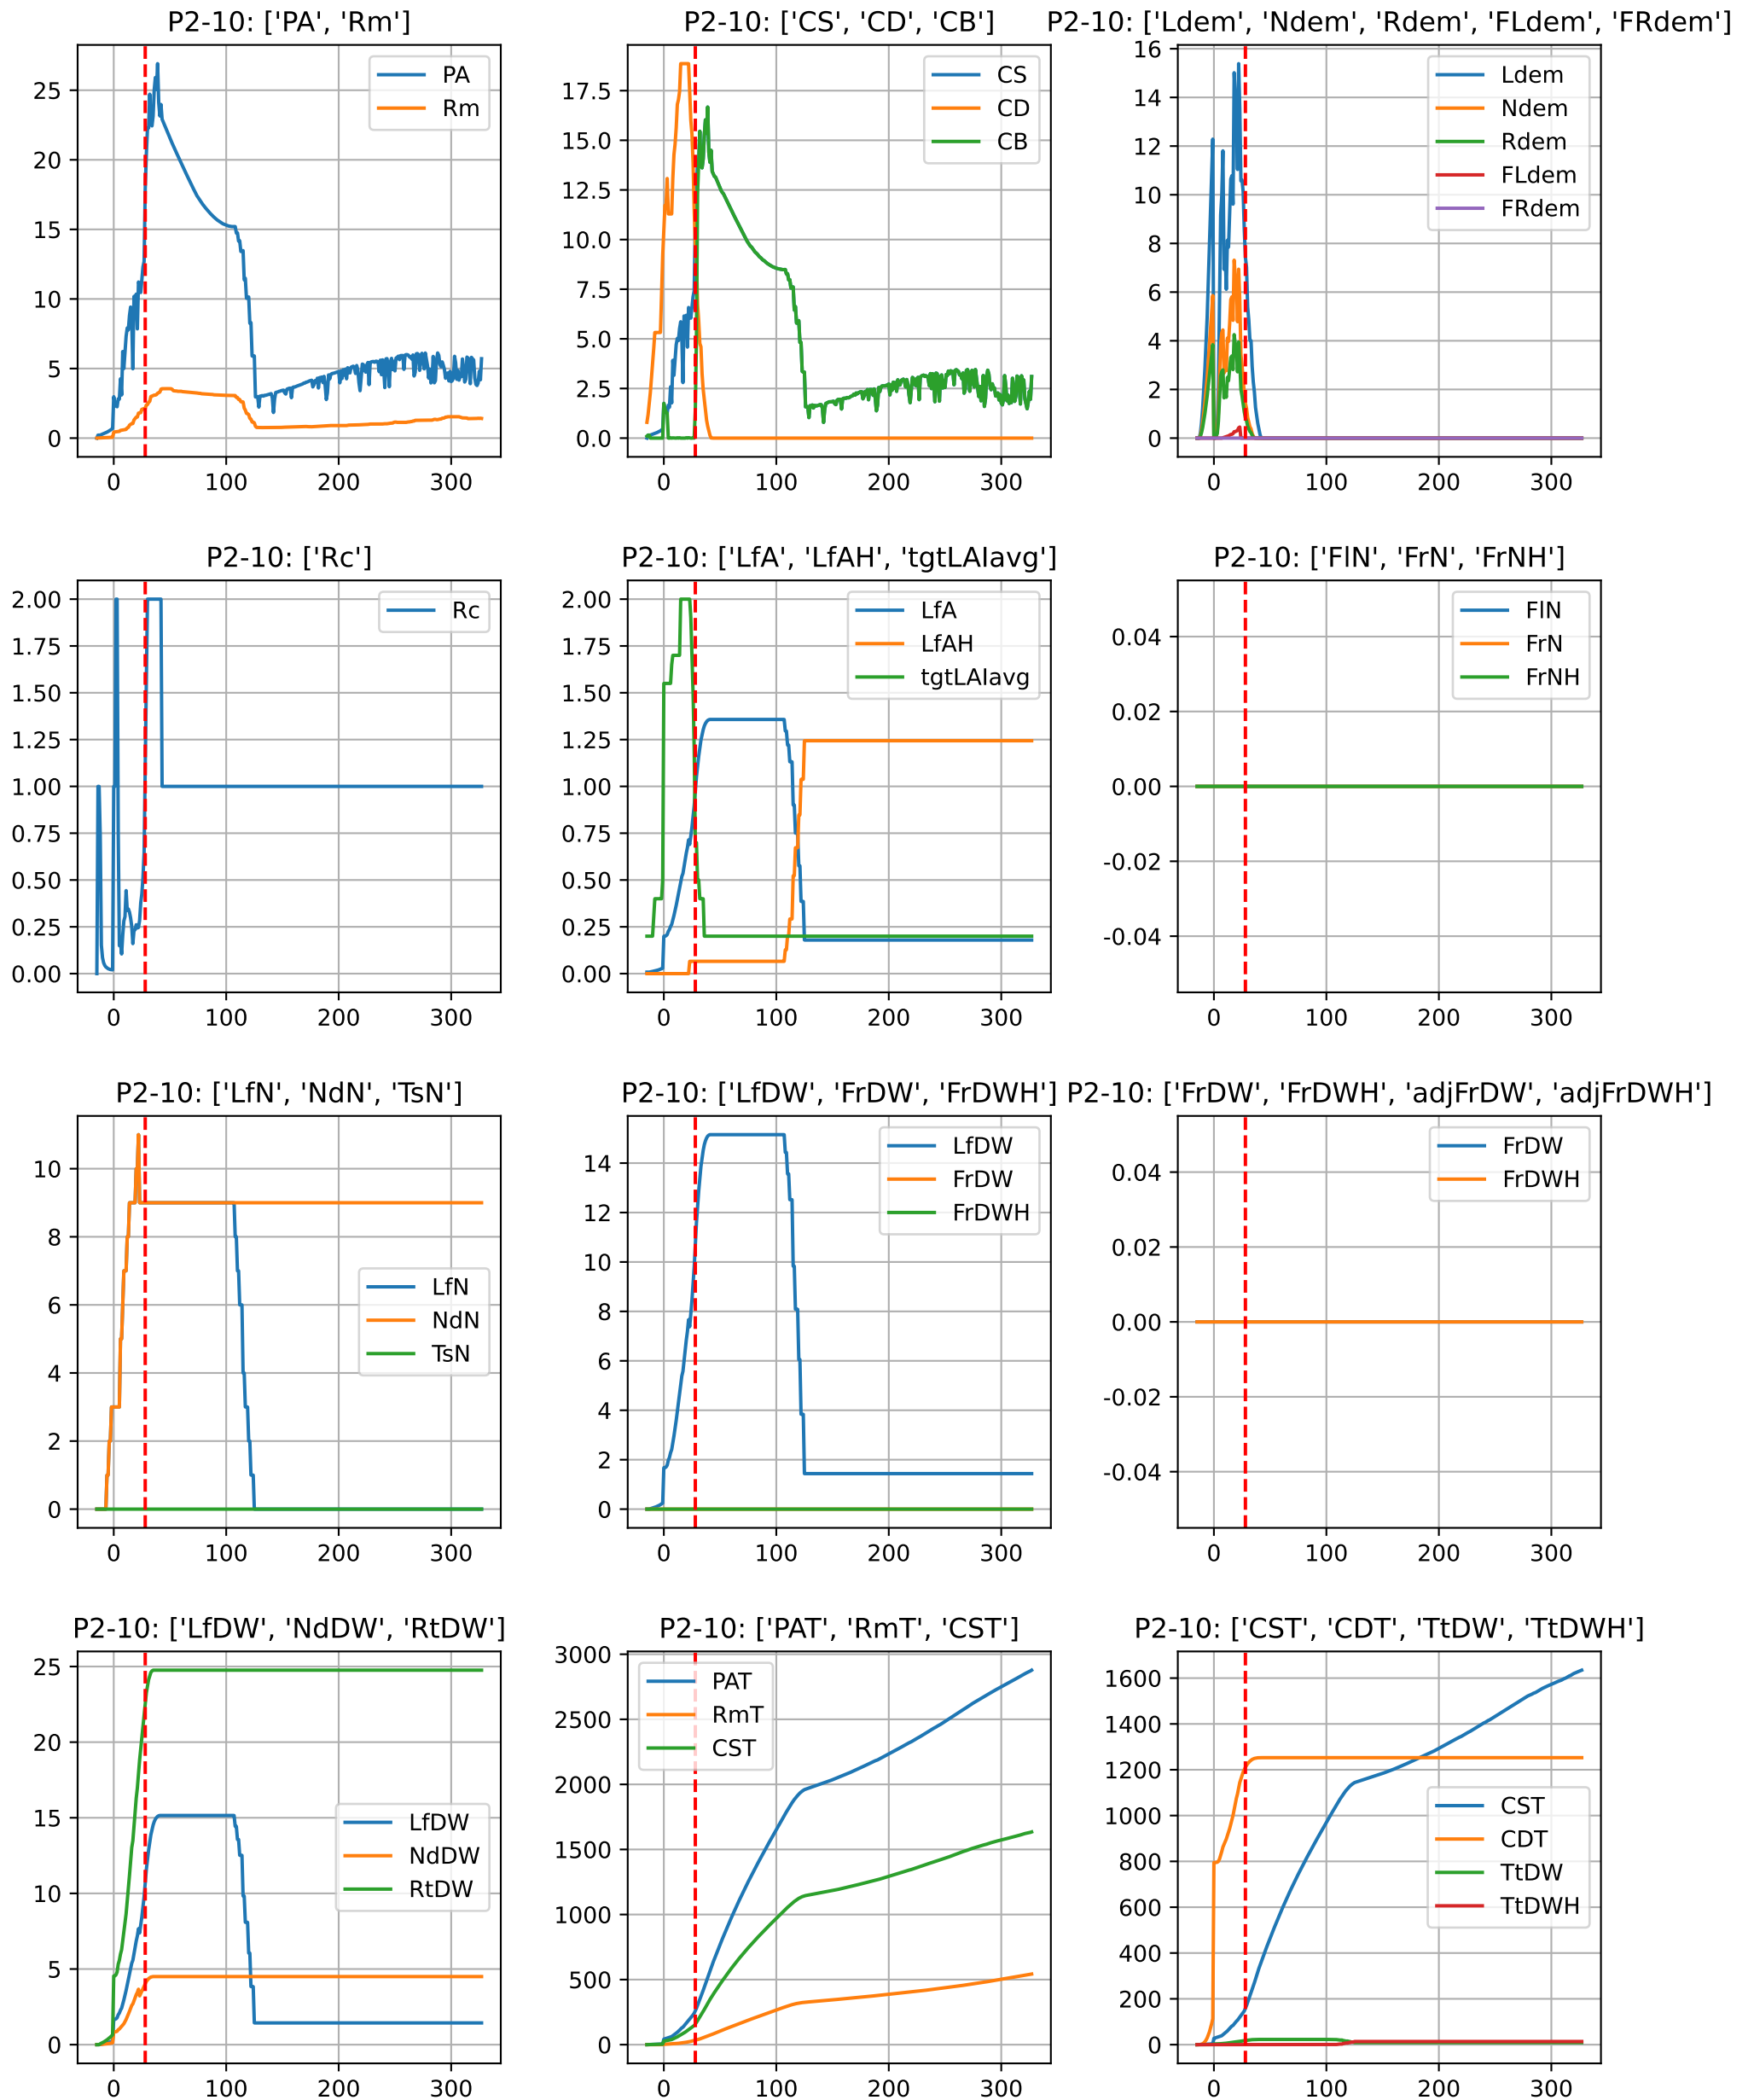 P2-10: ['PA', 'Rm']
25
20
15
10
5
0
0 100 200 300
PA
Rm
P2-10: ['CS', 'CD', 'CB']
17.5
15.0
12.5
10.0
7.5
5.0
2.5
0.0
0 100 200 300
CS
CD
CB
P2-10: ['Ldem', 'Ndem', 'Rdem', 'FLdem', 'FRdem']
16
14
12
10
8
6
4
2
0
0 100 200 300
Ldem
Ndem
Rdem
FLdem
FRdem
P2-10: ['Rc']
2.00
1.75
1.50
1.25
1.00
0.75
0.50
0.25
0.00
0 100 200 300
Rc
P2-10: ['LfA', 'LfAH', 'tgtLAIavg']
2.00
1.75
1.50
1.25
1.00
0.75
0.50
0.25
0.00
0 100 200 300
LfA
LfAH
tgtLAIavg
P2-10: ['FlN', 'FrN', 'FrNH']
0.04
0.02
0.00
-0.02
-0.04
0 100 200 300
FlN
FrN
FrNH
P2-10: ['LfN', 'NdN', 'TsN']
10
8
6
4
2
0
0 100 200 300
LfN
NdN
TsN
P2-10: ['LfDW', 'FrDW', 'FrDWH']
14
12
10
8
6
4
2
0
0 100 200 300
LfDW
FrDW
FrDWH
P2-10: ['FrDW', 'FrDWH', 'adjFrDW', 'adjFrDWH']
0.04
0.02
0.00
-0.02
-0.04
0 100 200 300
FrDW
FrDWH
P2-10: ['LfDW', 'NdDW', 'RtDW']
25
20
15
10
5
0
0 100 200 300
LfDW
NdDW
RtDW
P2-10: ['PAT', 'RmT', 'CST']
3000
2500
2000
1500
1000
500
0
0 100 200 300
PAT
RmT
CST
P2-10: ['CST', 'CDT', 'TtDW', 'TtDWH']
1600
1400
1200
1000
800
600
400
200
0
0 100 200 300
CST
CDT
TtDW
TtDWH